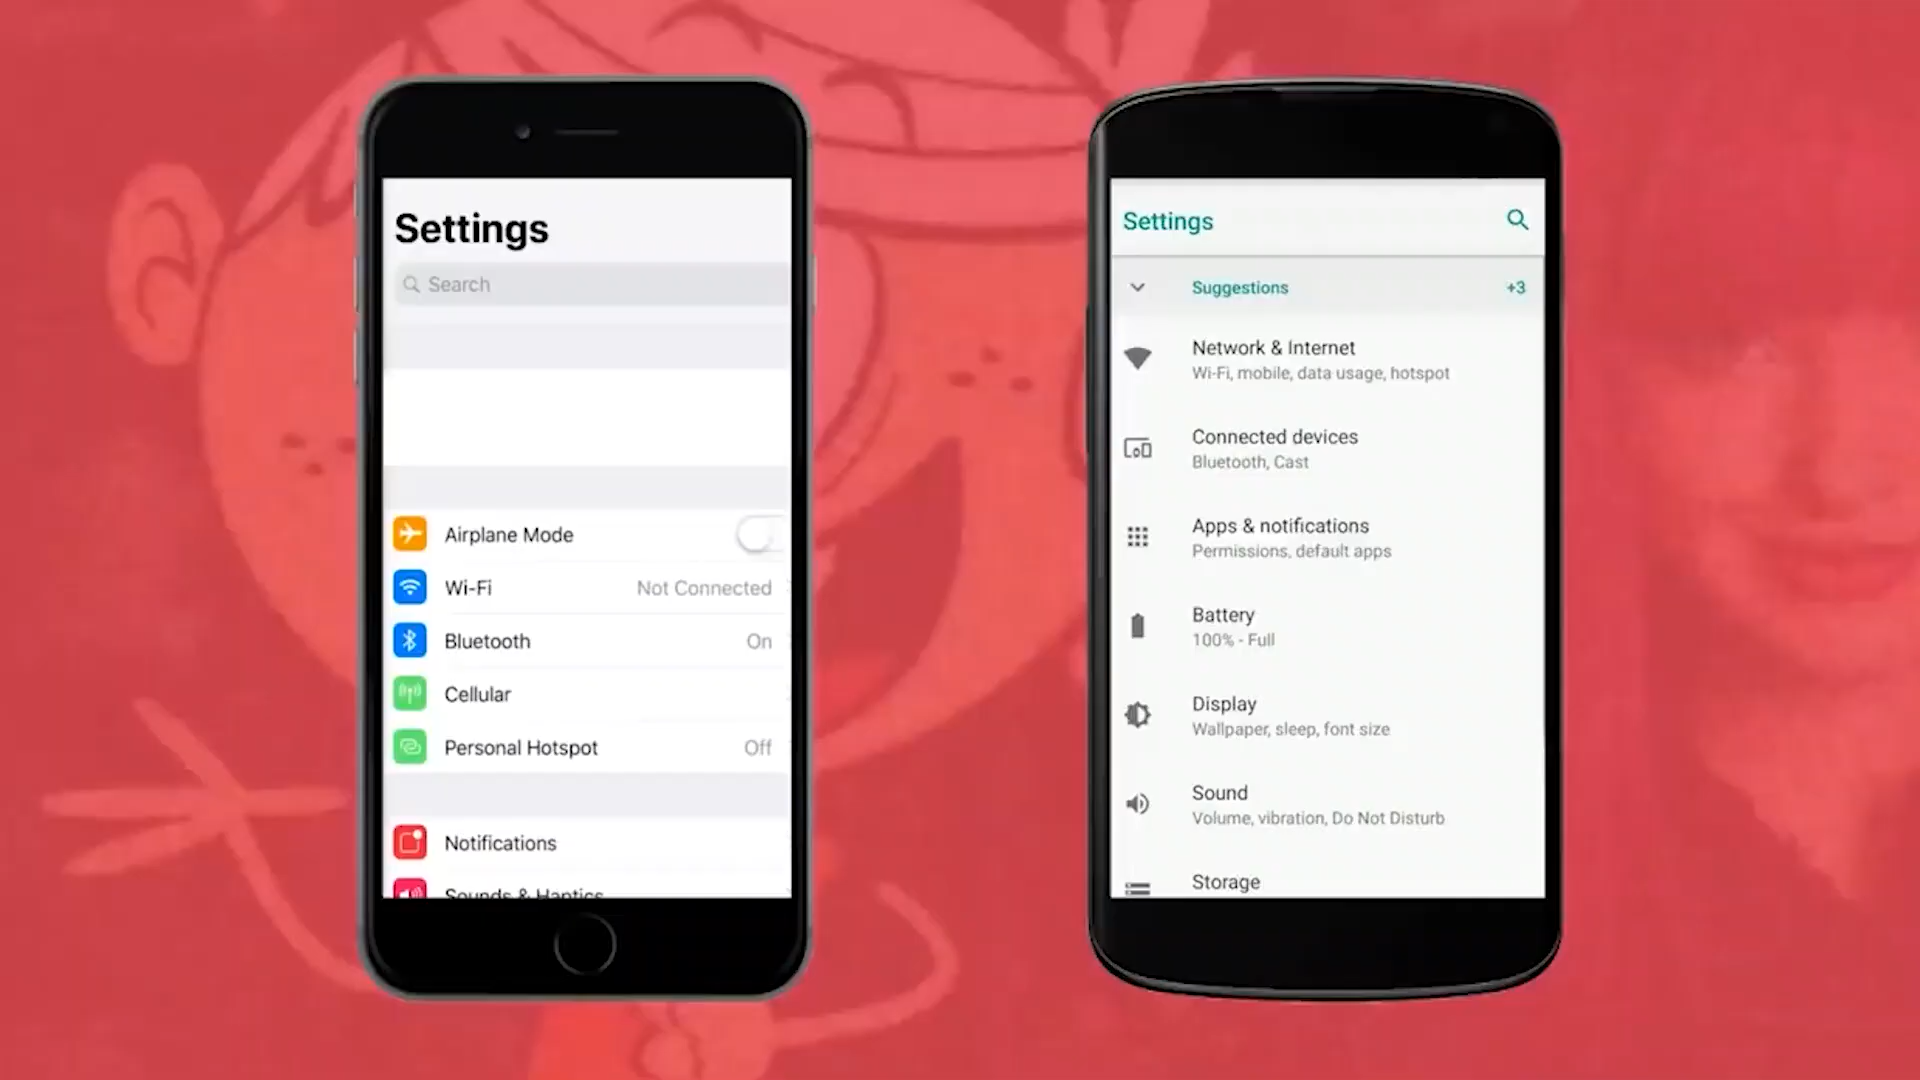 Settings
Search
Airplane Mode
Wi-Fi Not Connected
Bluetooth On
Cellular
Personal Hotspot Off
Notifications
Sounds & Haptics
Settings
Suggestions +3
Network & Internet
Wi-Fi, mobile, data usage, hotspot
Connected devices
Bluetooth, Cast
Apps & notifications
Permissions, default apps
Battery
100% - Full
Display
Wallpaper, sleep, font size
Sound
Volume, vibration, Do Not Disturb
Storage